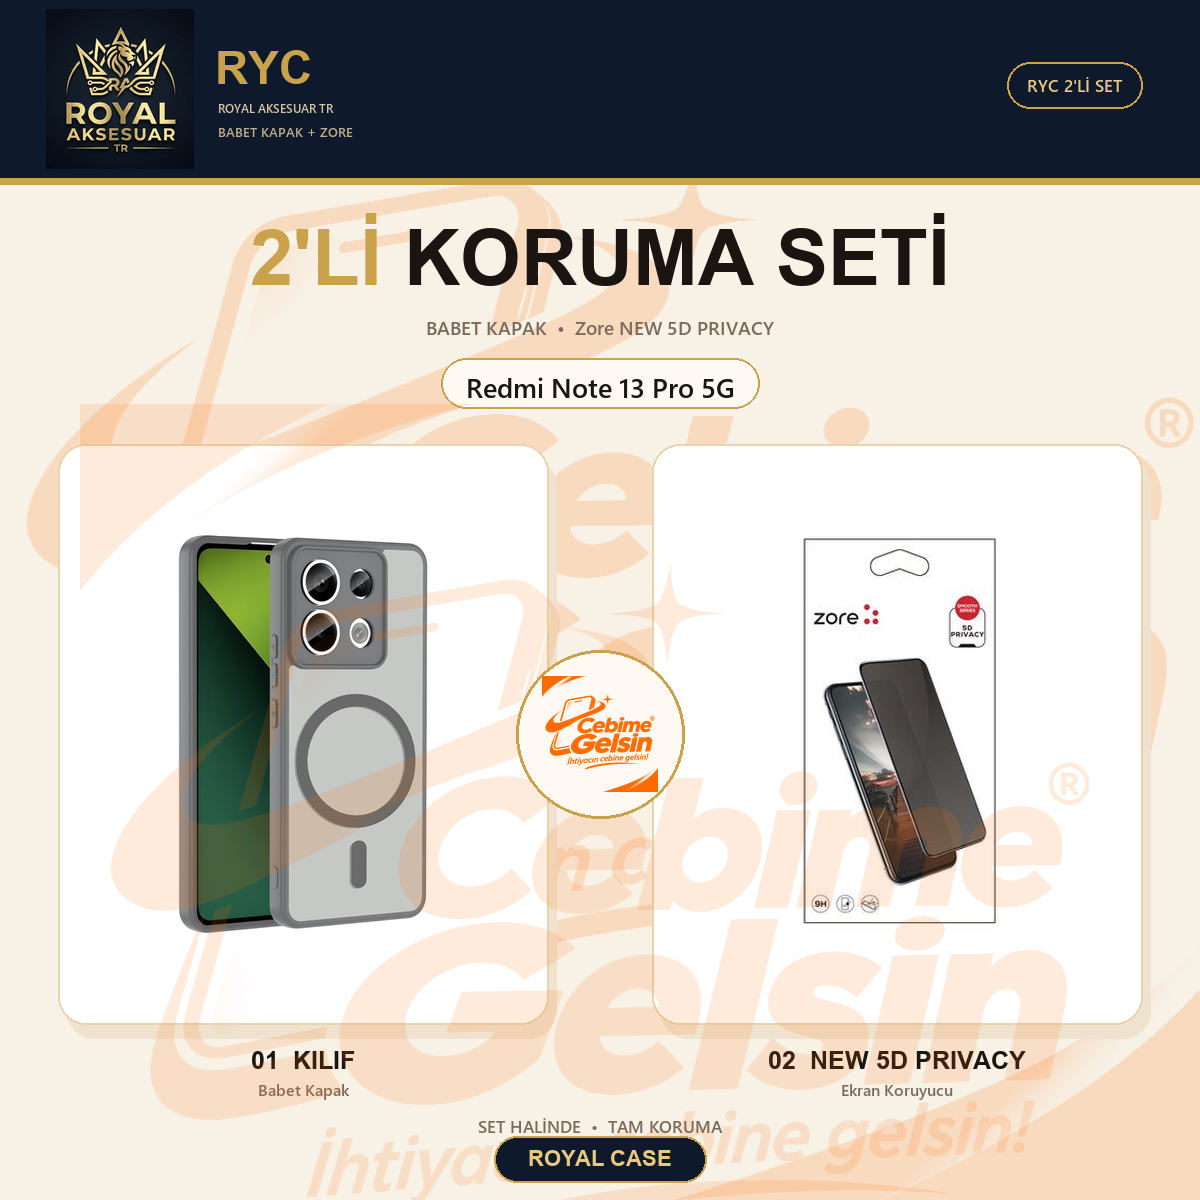 ROYAL
AKSESUAR
TR
RYC
ROYAL AKSESUAR TR
BABET KAPAK + ZORE
RYC 2'Lİ SET
2'Lİ KORUMA SETİ
BABET KAPAK • Zore NEW 5D PRIVACY
Redmi Note 13 Pro 5G
zore
SMOOTH
SERIES
5D
PRIVACY
9H
Cebime®
Gelsin
İhtiyacın cebine gelsin!
Cebime®
Gelsin
01 KILIF
Babet Kapak
02 NEW 5D PRIVACY
Ekran Koruyucu
SET HALİNDE • TAM KORUMA
ROYAL CASE